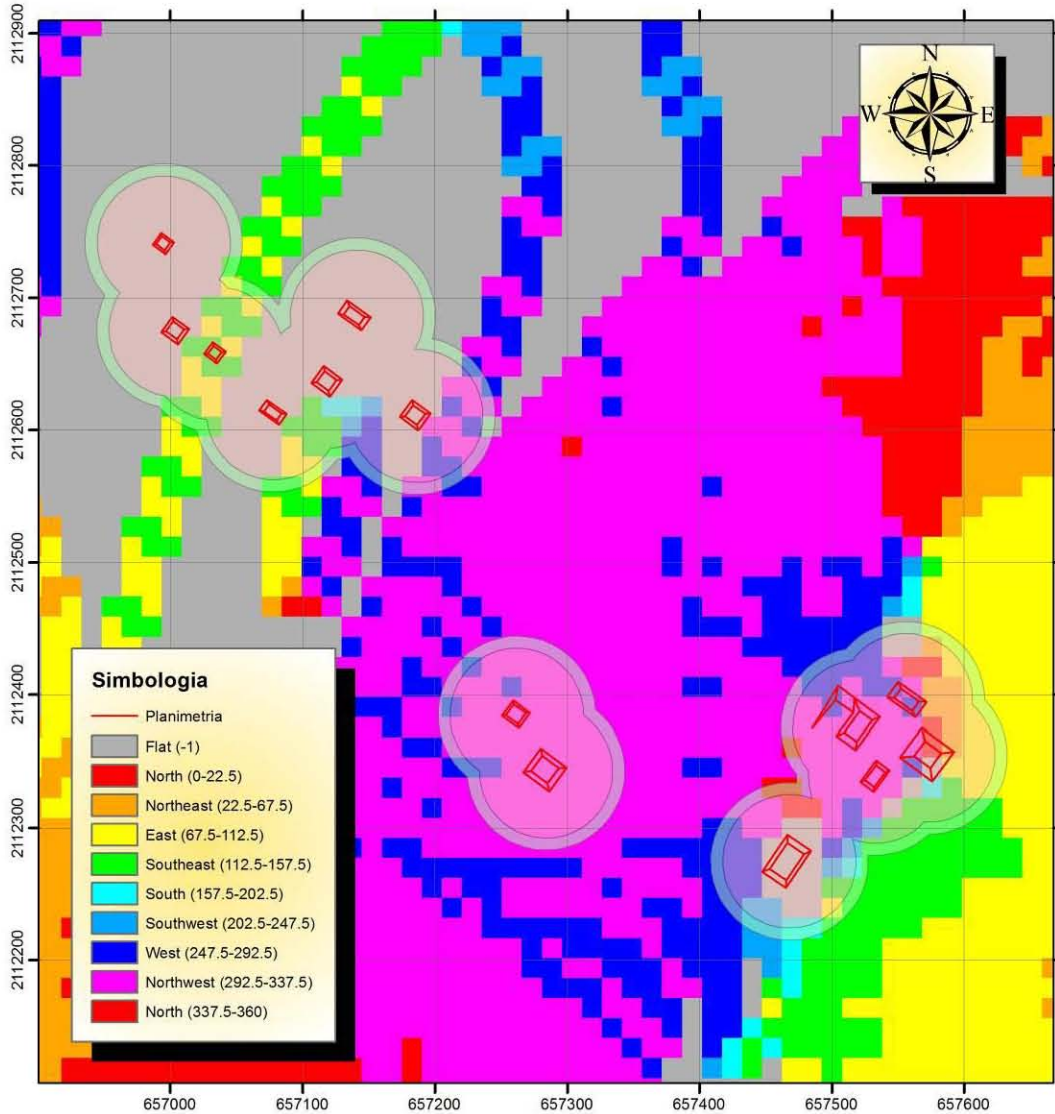 N
W E
S
2112900
2112800
2112700
2112600
2112500
2112400
2112300
2112200
Simbologia
Planimetria
Flat (-1)
North (0-22.5)
Northeast (22.5-67.5)
East (67.5-112.5)
Southeast (112.5-157.5)
South (157.5-202.5)
Southwest (202.5-247.5)
West (247.5-292.5)
Northwest (292.5-337.5)
North (337.5-360)
657000 657100 657200 657300 657400 657500 657600